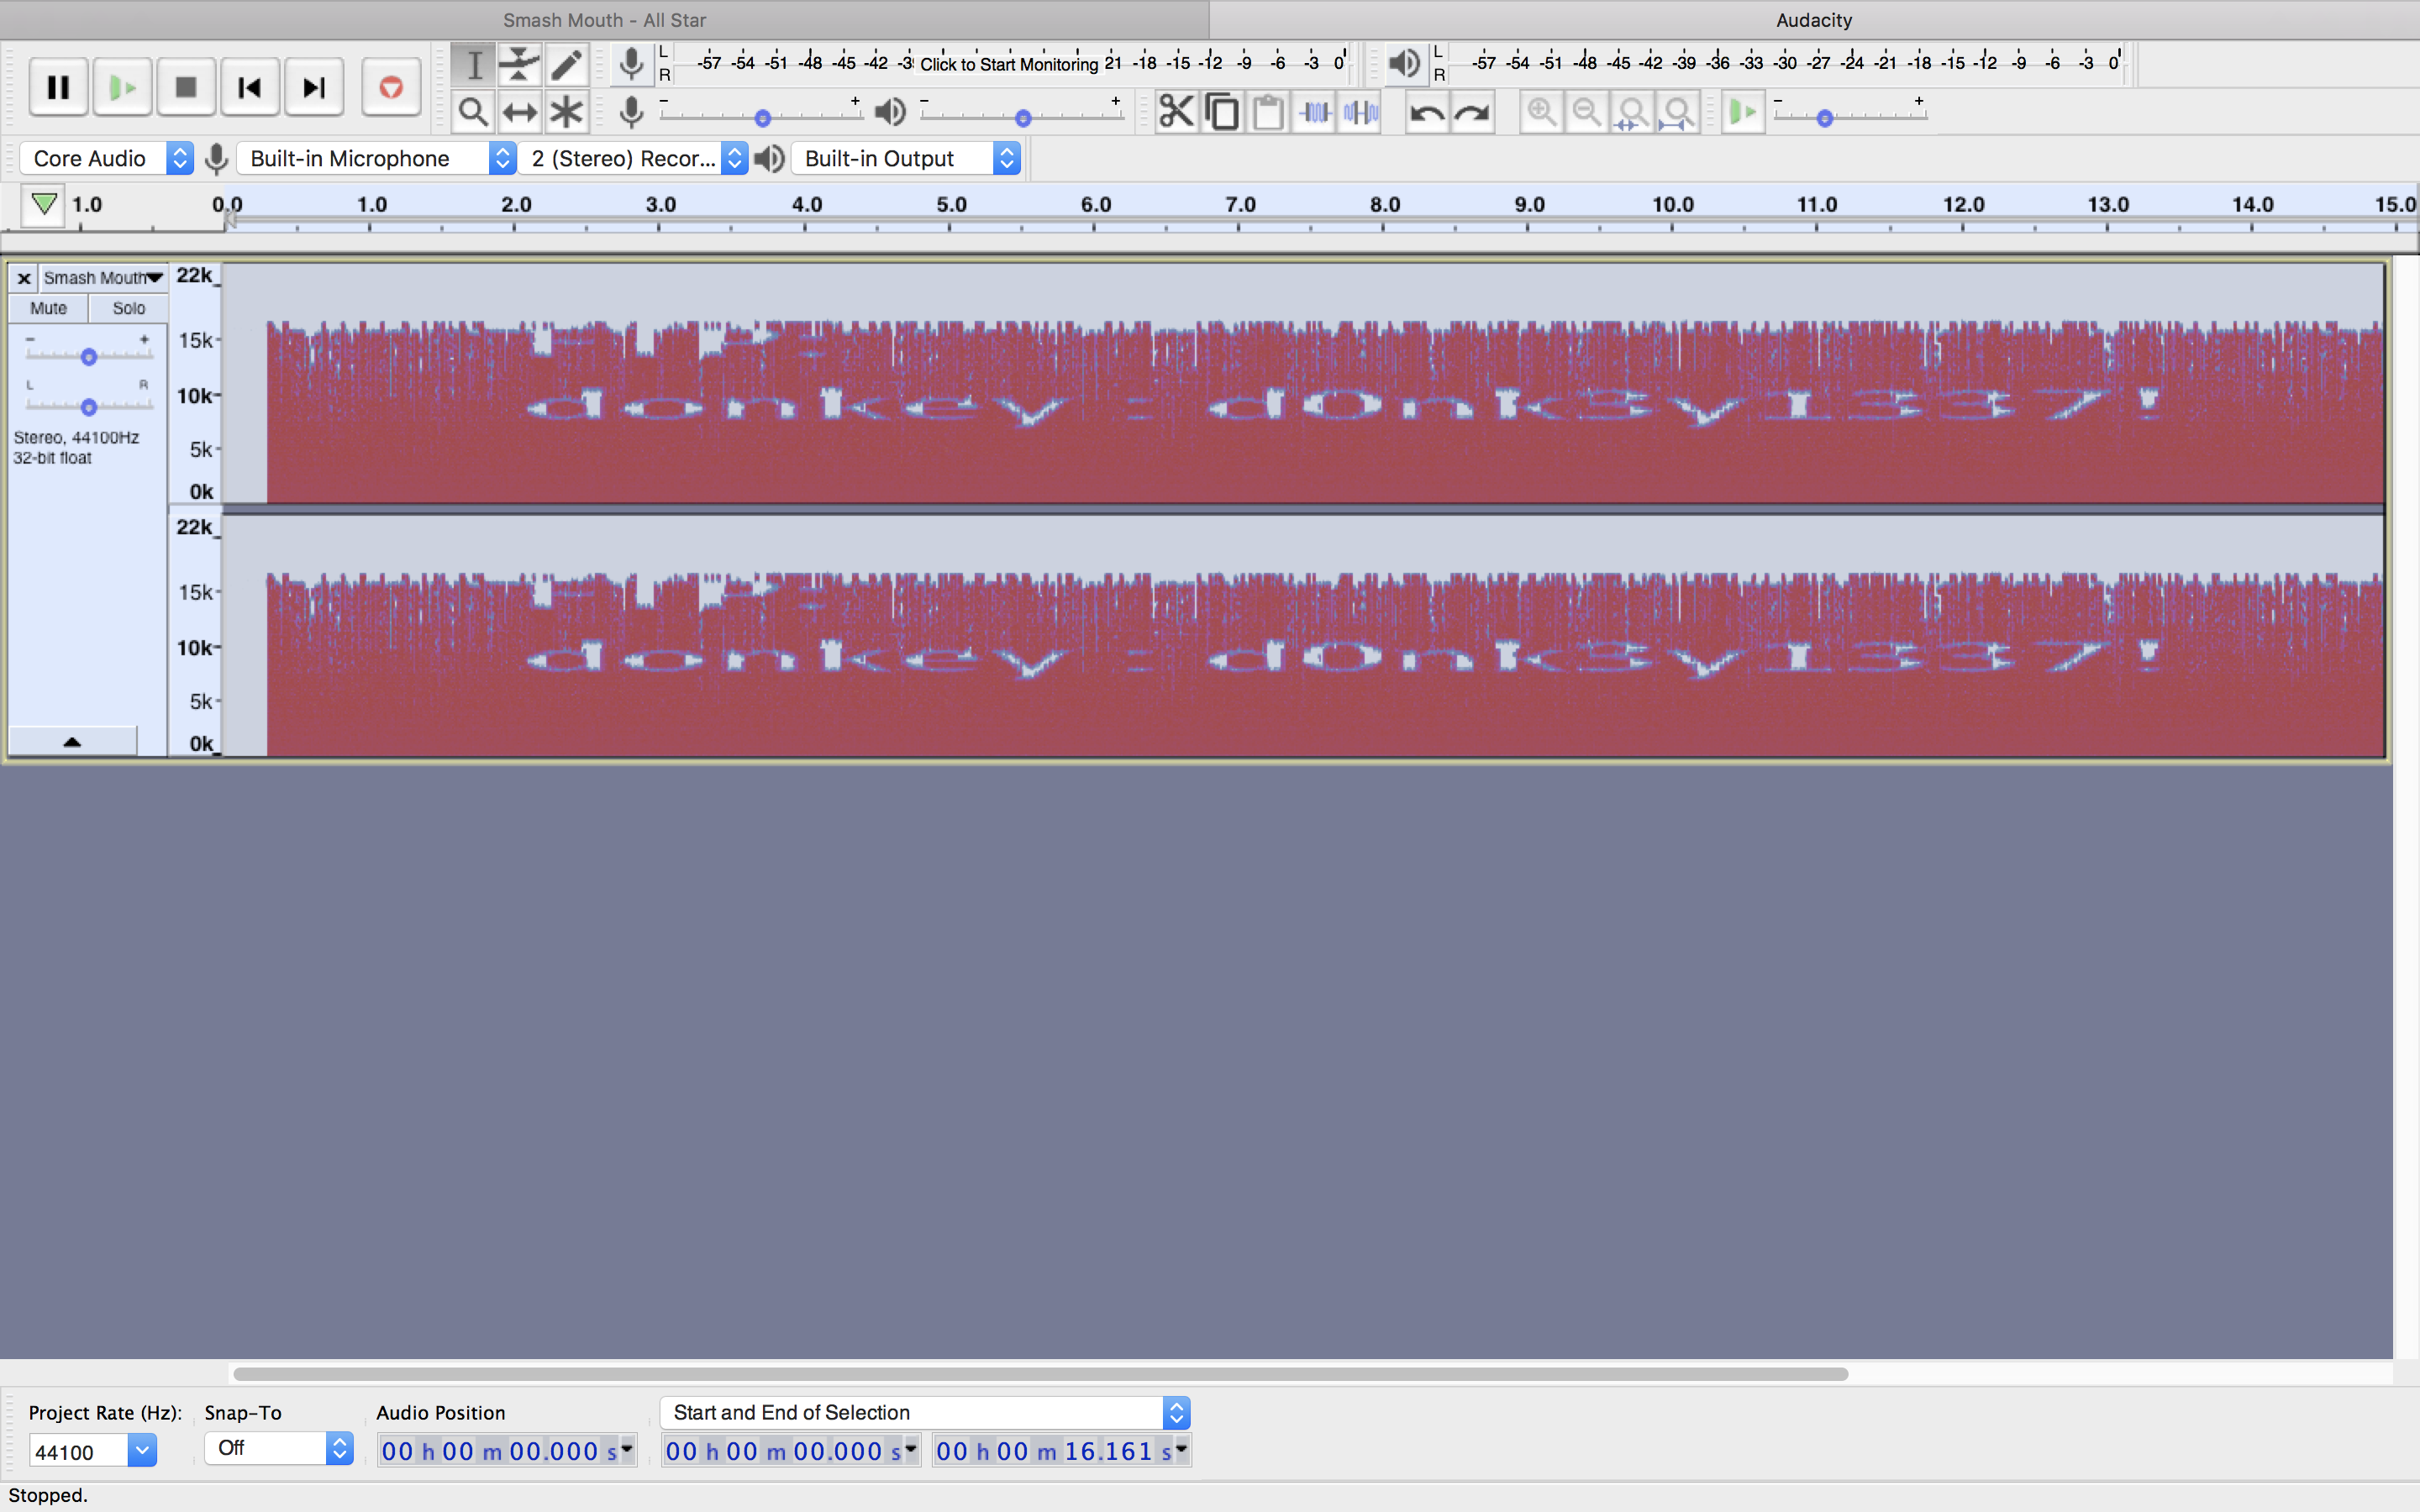 Smash Mouth - All Star Audacity
L R -57 -54 -51 -48 -45 -42 Click to Start Monitoring 21 -18 -15 -12 -9 -6 -3 0
L R -57 -54 -51 -48 -45 -42 -39 -36 -33 -30 -27 -24 -21 -18 -15 -12 -9 -6 -3 0
- + - + - +
Core Audio Built-in Microphone 2 (Stereo) Recor... Built-in Output
1.0 0.0 1.0 2.0 3.0 4.0 5.0 6.0 7.0 8.0 9.0 10.0 11.0 12.0 13.0 14.0 15.0
x Smash Mouth
Mute Solo
- +
L R
Stereo, 44100Hz
32-bit float
22k
15k
10k
5k
0k
donkey = d0nk3y1337!
22k
15k
10k
5k
0k
donkey = d0nk3y1337!
Project Rate (Hz): Snap-To Audio Position Start and End of Selection
44100 Off 00 h 00 m 00.000 s 00 h 00 m 00.000 s 00 h 00 m 16.161 s
Stopped.